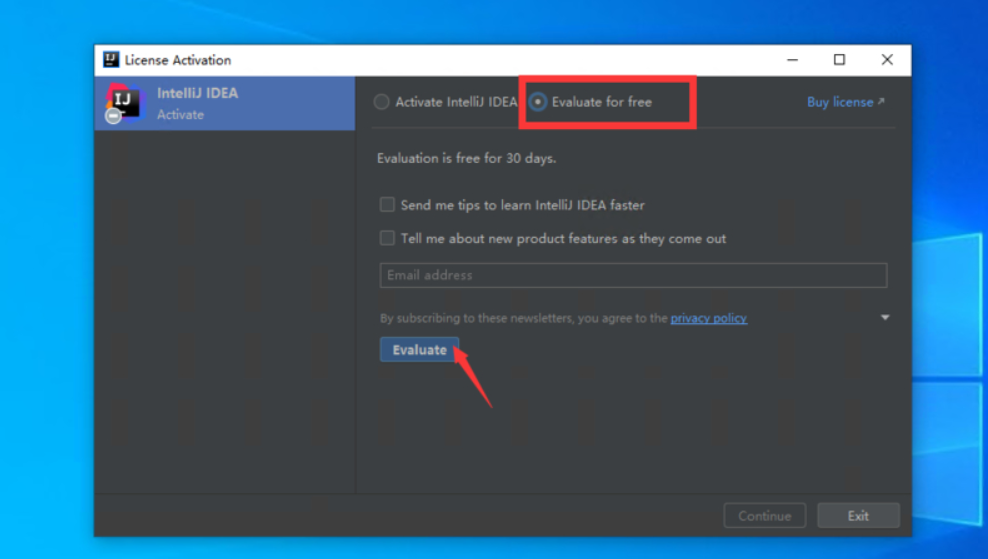 License Activation
IntelliJ IDEA
Activate
Activate IntelliJ IDEA Evaluate for free Buy license
Evaluation is free for 30 days.
Send me tips to learn IntelliJ IDEA faster
Tell me about new product features as they come out
Email address
By subscribing to these newsletters, you agree to the privacy policy
Evaluate
Continue Exit